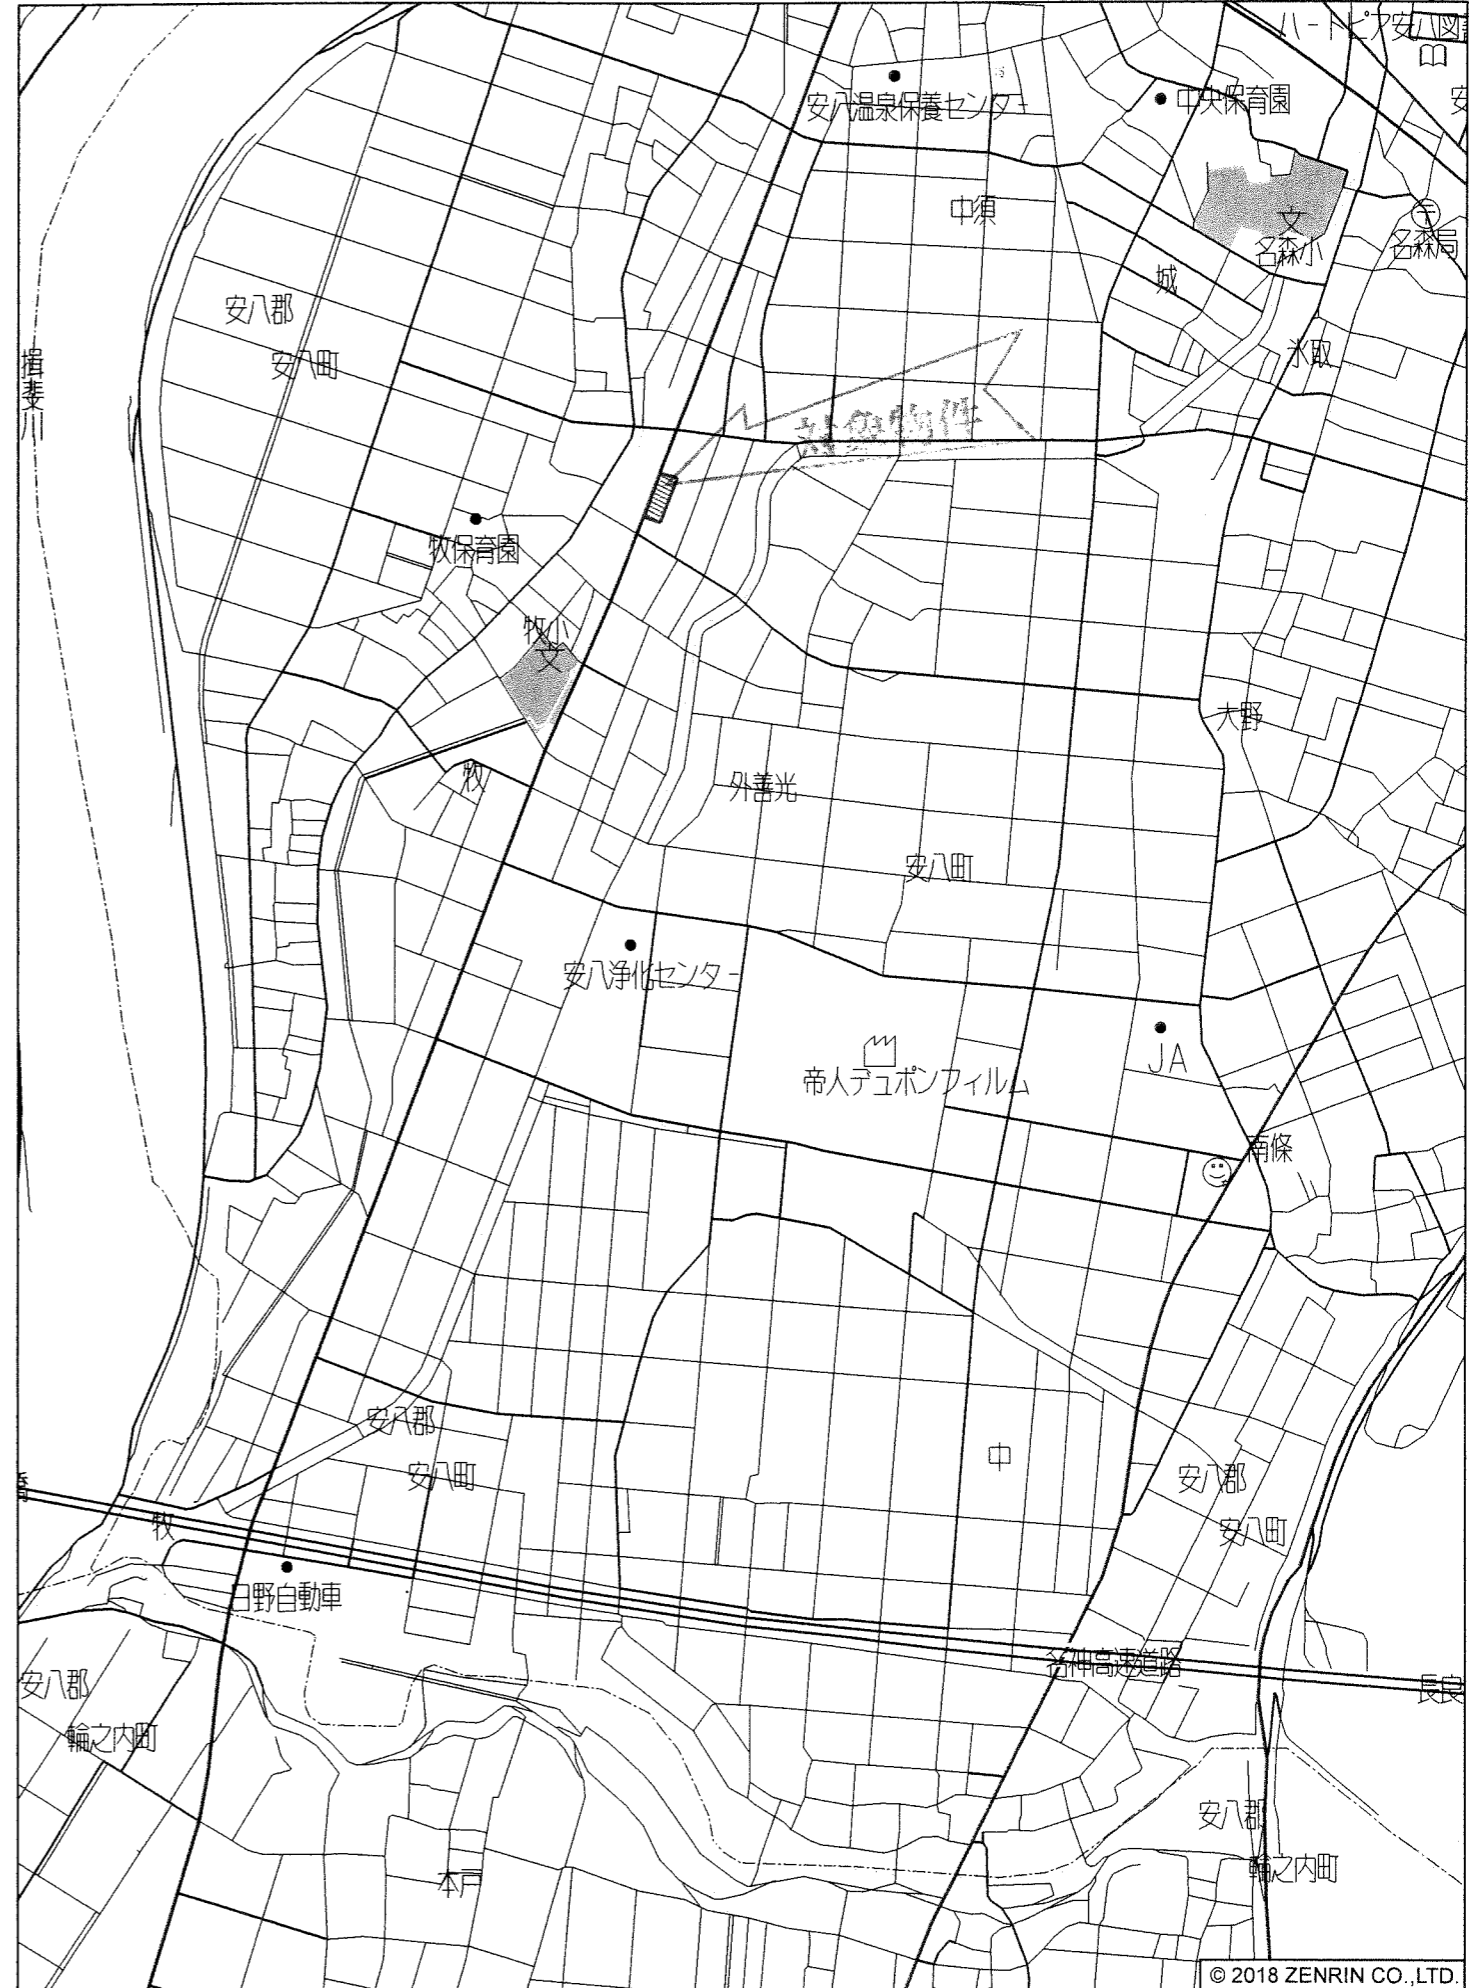 ハートピア安八図
安
安八温泉保養センター
中央保育園
中須
文
名森小
〒
名森局
城
氷取
安八郡
安八町
揖斐川
対象物件
牧保育園
牧小
文
大野
牧
外善光
安八町
安八浄化センター
帝人デュポンフィルム
JA
南條
安八郡
安八町
中
安八郡
安八町
橋
牧
日野自動車
名神高速道路
長良
安八郡
輪之内町
安八郡
輪之内町
本戸
© 2018 ZENRIN CO.,LTD.